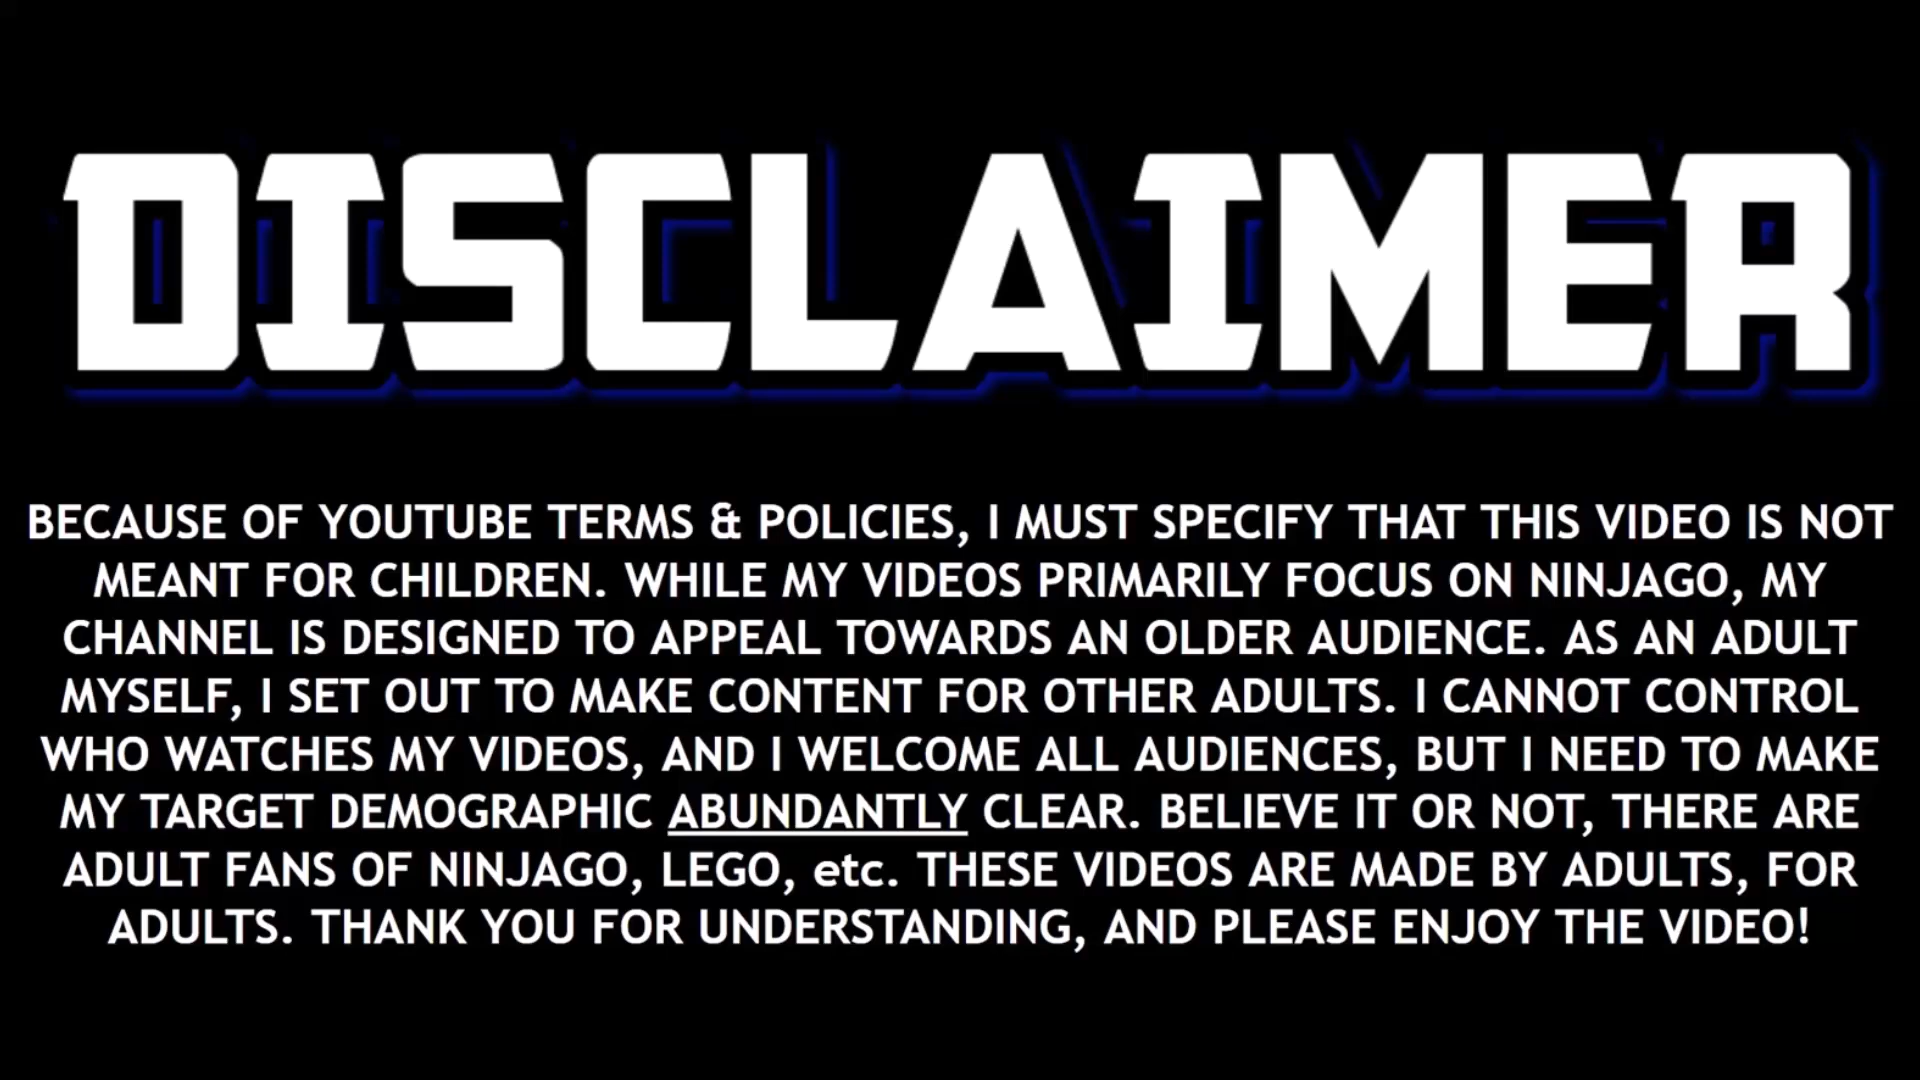 DISCLAIMER
BECAUSE OF YOUTUBE TERMS & POLICIES, I MUST SPECIFY THAT THIS VIDEO IS NOT
MEANT FOR CHILDREN. WHILE MY VIDEOS PRIMARILY FOCUS ON NINJAGO, MY
CHANNEL IS DESIGNED TO APPEAL TOWARDS AN OLDER AUDIENCE. AS AN ADULT
MYSELF, I SET OUT TO MAKE CONTENT FOR OTHER ADULTS. I CANNOT CONTROL
WHO WATCHES MY VIDEOS, AND I WELCOME ALL AUDIENCES, BUT I NEED TO MAKE
MY TARGET DEMOGRAPHIC ABUNDANTLY CLEAR. BELIEVE IT OR NOT, THERE ARE
ADULT FANS OF NINJAGO, LEGO, etc. THESE VIDEOS ARE MADE BY ADULTS, FOR
ADULTS. THANK YOU FOR UNDERSTANDING, AND PLEASE ENJOY THE VIDEO!